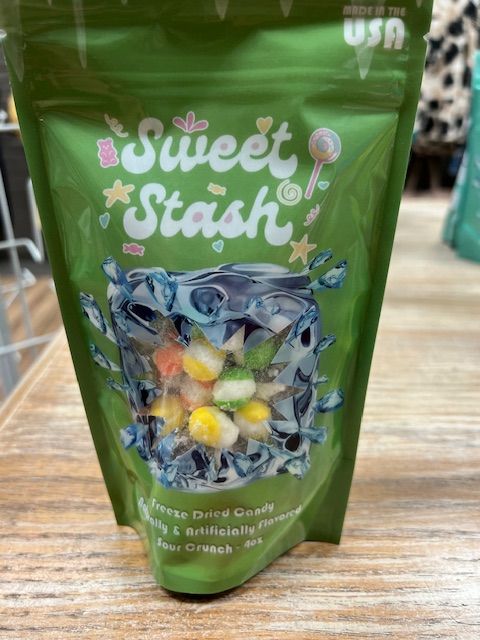 MADE IN THE
USA
Sweet
Stash
Freeze Dried Candy
& Artificially Flavored
Sour Crunch - 4oz